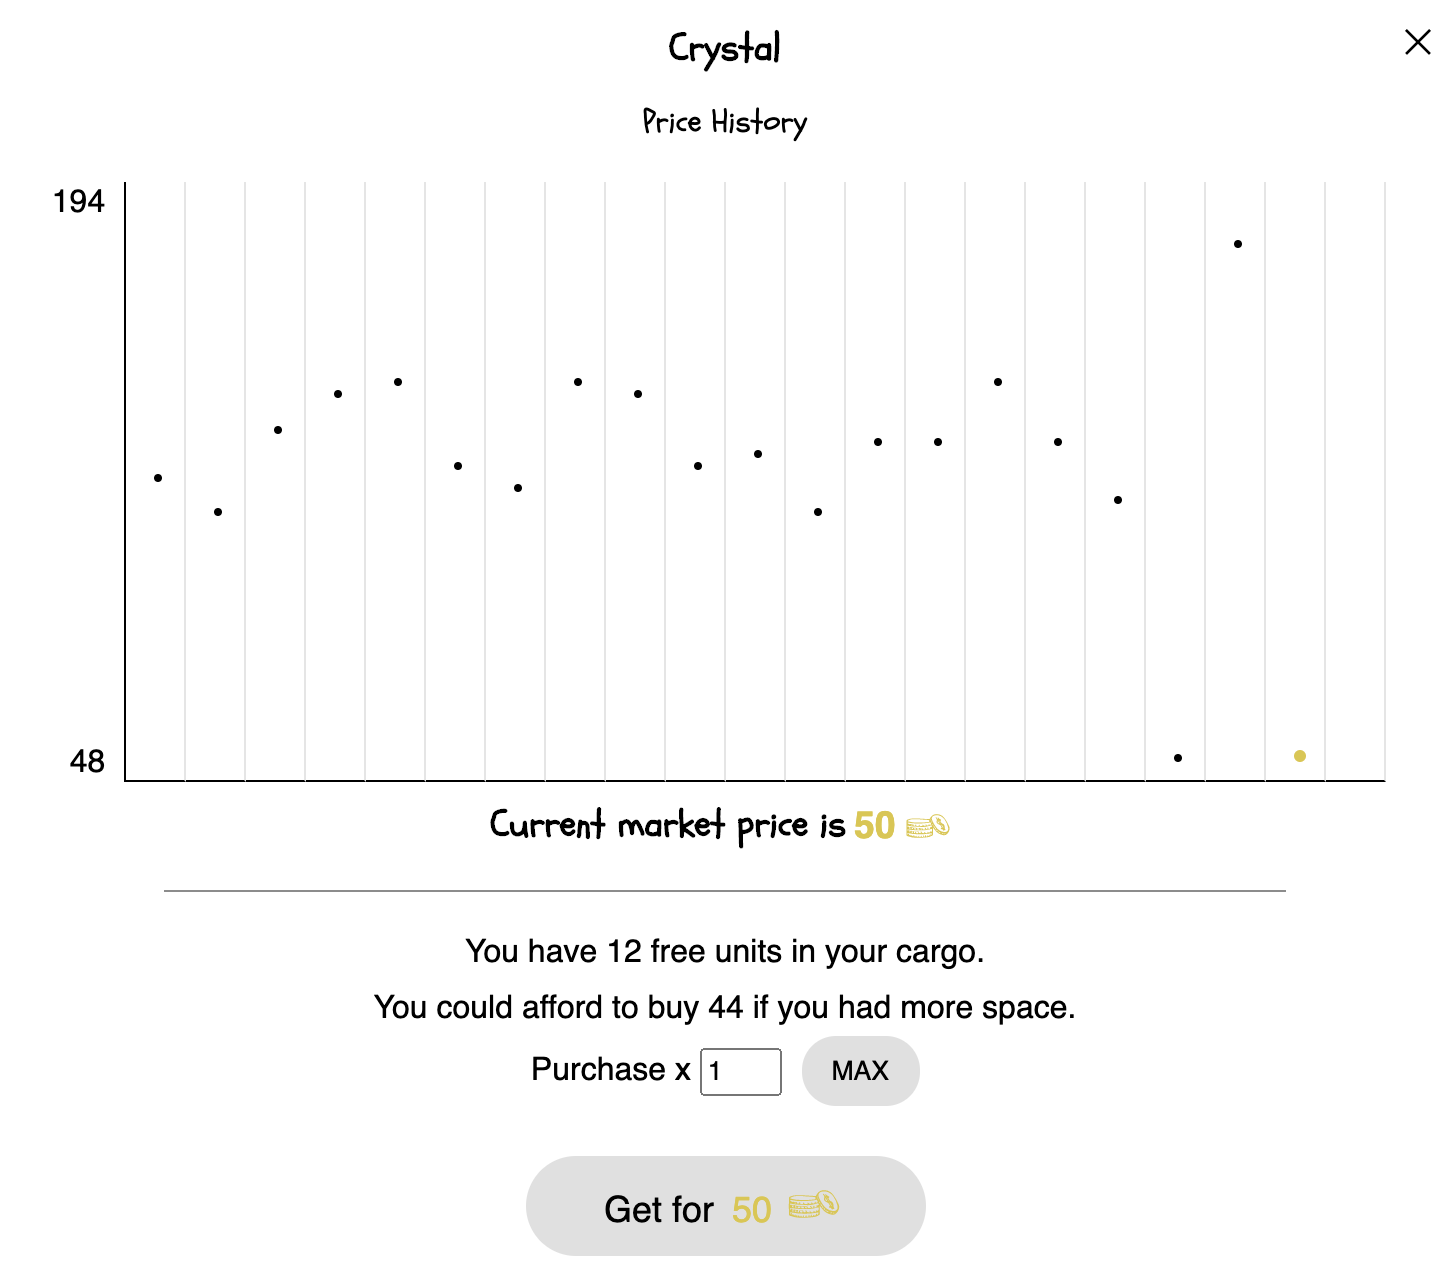 Crystal
Price History
194
48
Current market price is 50
You have 12 free units in your cargo.
You could afford to buy 44 if you had more space.
Purchase x 1 MAX
Get for 50